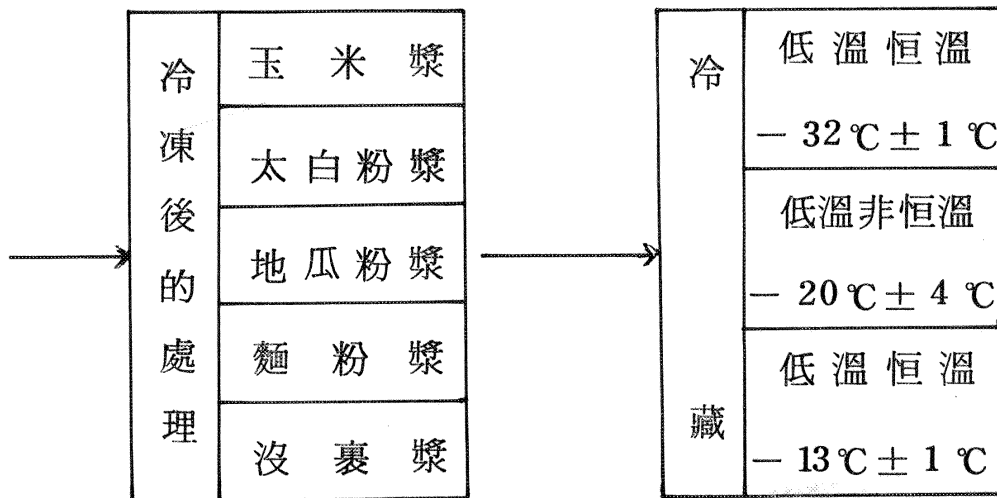 冷凍後的處理
玉米漿
太白粉漿
地瓜粉漿
麵粉漿
沒裹漿
冷藏
低溫恒溫
－32℃±1℃
低溫非恒溫
－20℃±4℃
低溫恒溫
－13℃±1℃